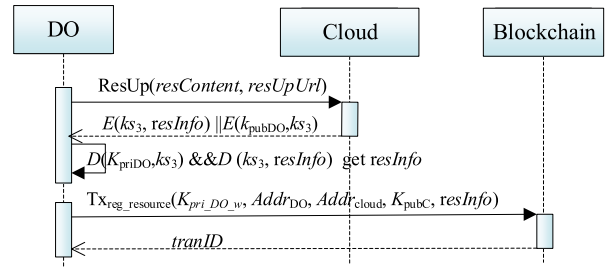 DO Cloud Blockchain
ResUp(resContent, resUpUrl)
E(ks3, resInfo) ||E(kpubDO,ks3)
D(KpriDO,ks3) &&D (ks3, resInfo) get resInfo
Txreg_resource(Kpri_DO_w, AddrDO, Addrcloud, KpubC, resInfo)
tranID